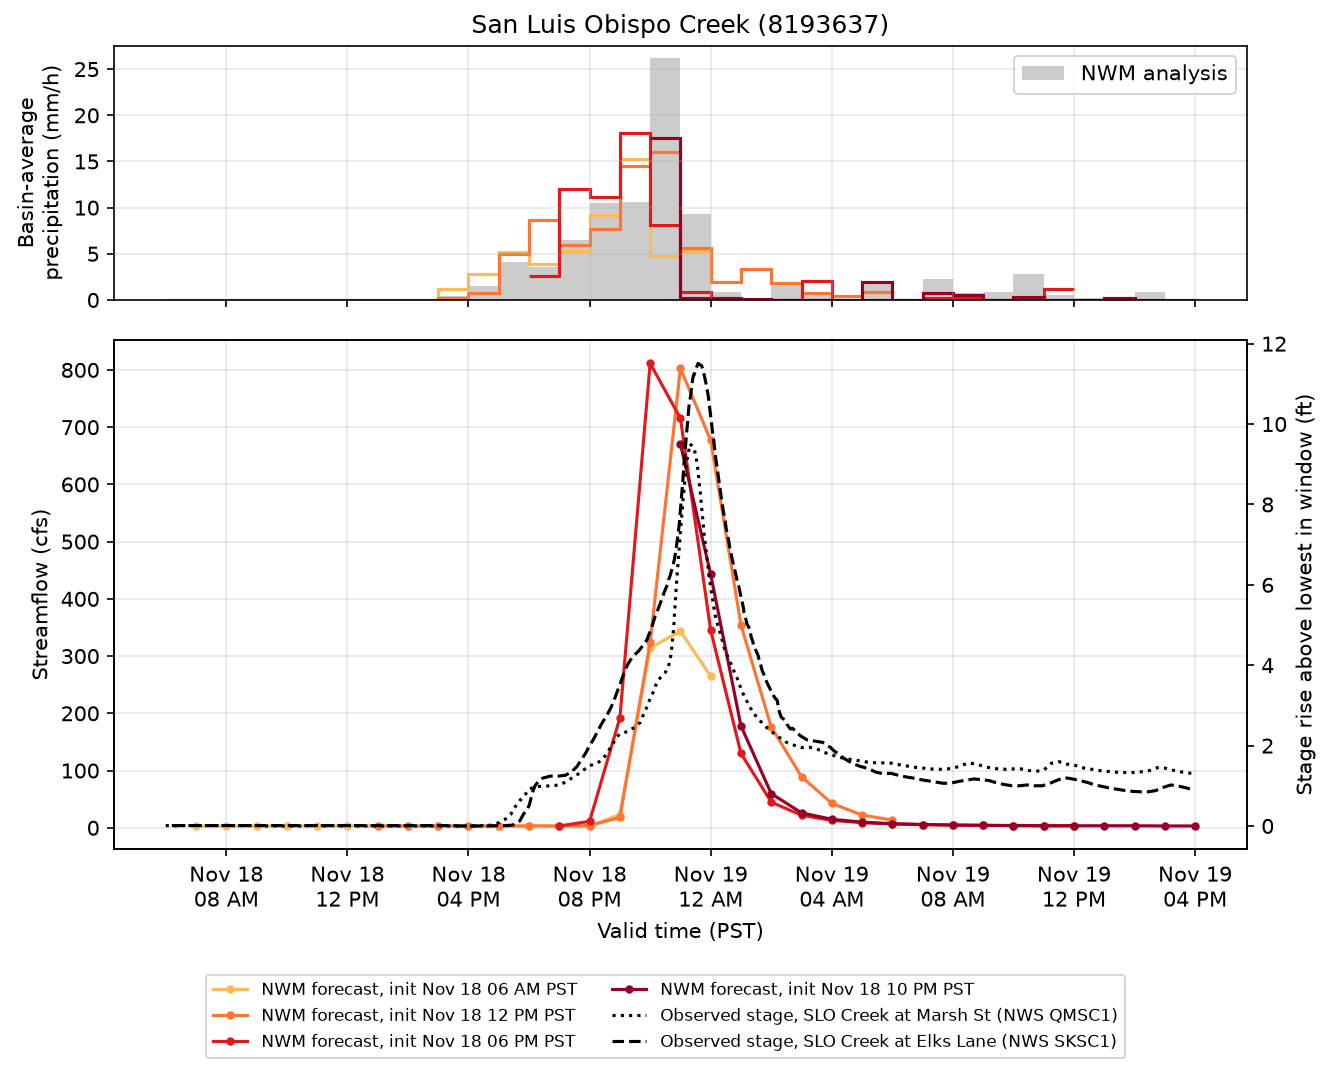 San Luis Obispo Creek (8193637)
Basin-average
precipitation (mm/h)
25
20
15
10
5
0
NWM analysis
Streamflow (cfs)
800
700
600
500
400
300
200
100
0
12
10
8
6
4
2
0
Stage rise above lowest in window (ft)
Nov 18 Nov 18 Nov 18 Nov 18 Nov 19 Nov 19 Nov 19 Nov 19 Nov 19
08 AM 12 PM 04 PM 08 PM 12 AM 04 AM 08 AM 12 PM 04 PM
Valid time (PST)
NWM forecast, init Nov 18 06 AM PST
NWM forecast, init Nov 18 12 PM PST
NWM forecast, init Nov 18 06 PM PST
NWM forecast, init Nov 18 10 PM PST
Observed stage, SLO Creek at Marsh St (NWS QMSC1)
Observed stage, SLO Creek at Elks Lane (NWS SKSC1)